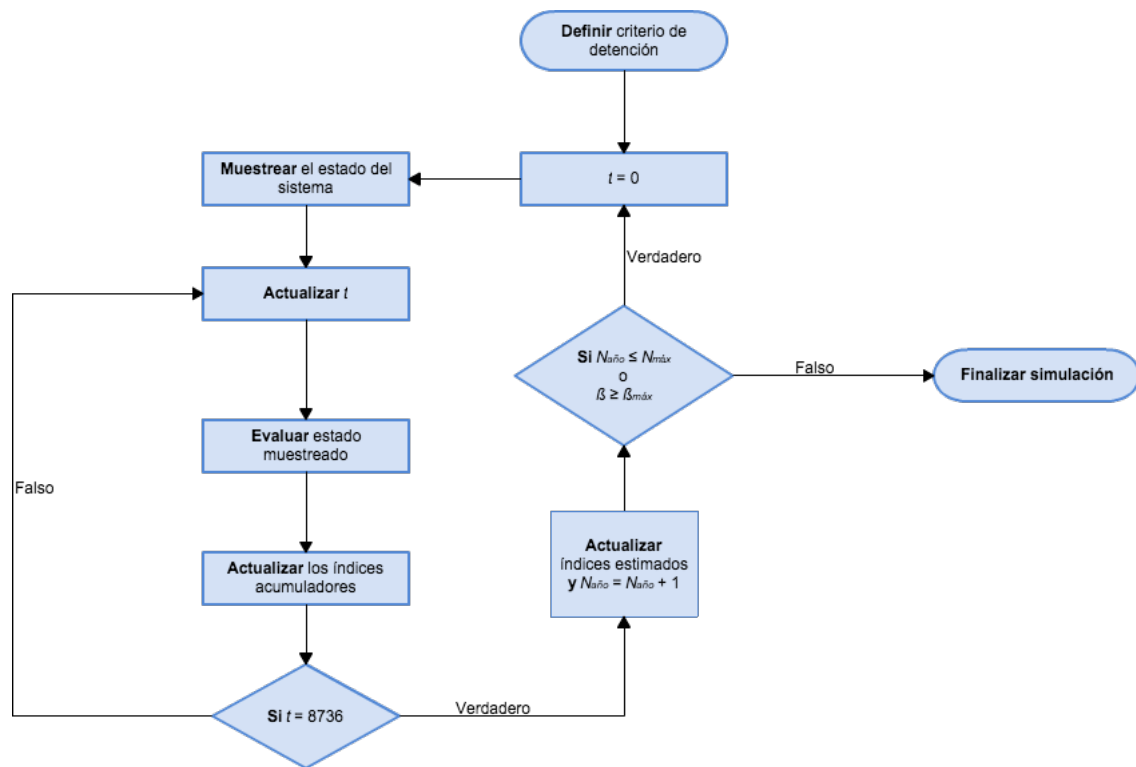 Definir criterio de
detención
t = 0
Muestrear el estado del
sistema
Actualizar t
Evaluar estado
muestreado
Actualizar los índices
acumuladores
Si t = 8736
Falso
Verdadero
Actualizar
índices estimados
y Naño = Naño + 1
Si Naño ≤ Nmáx
o
ß ≥ ßmáx
Verdadero
Falso
Finalizar simulación